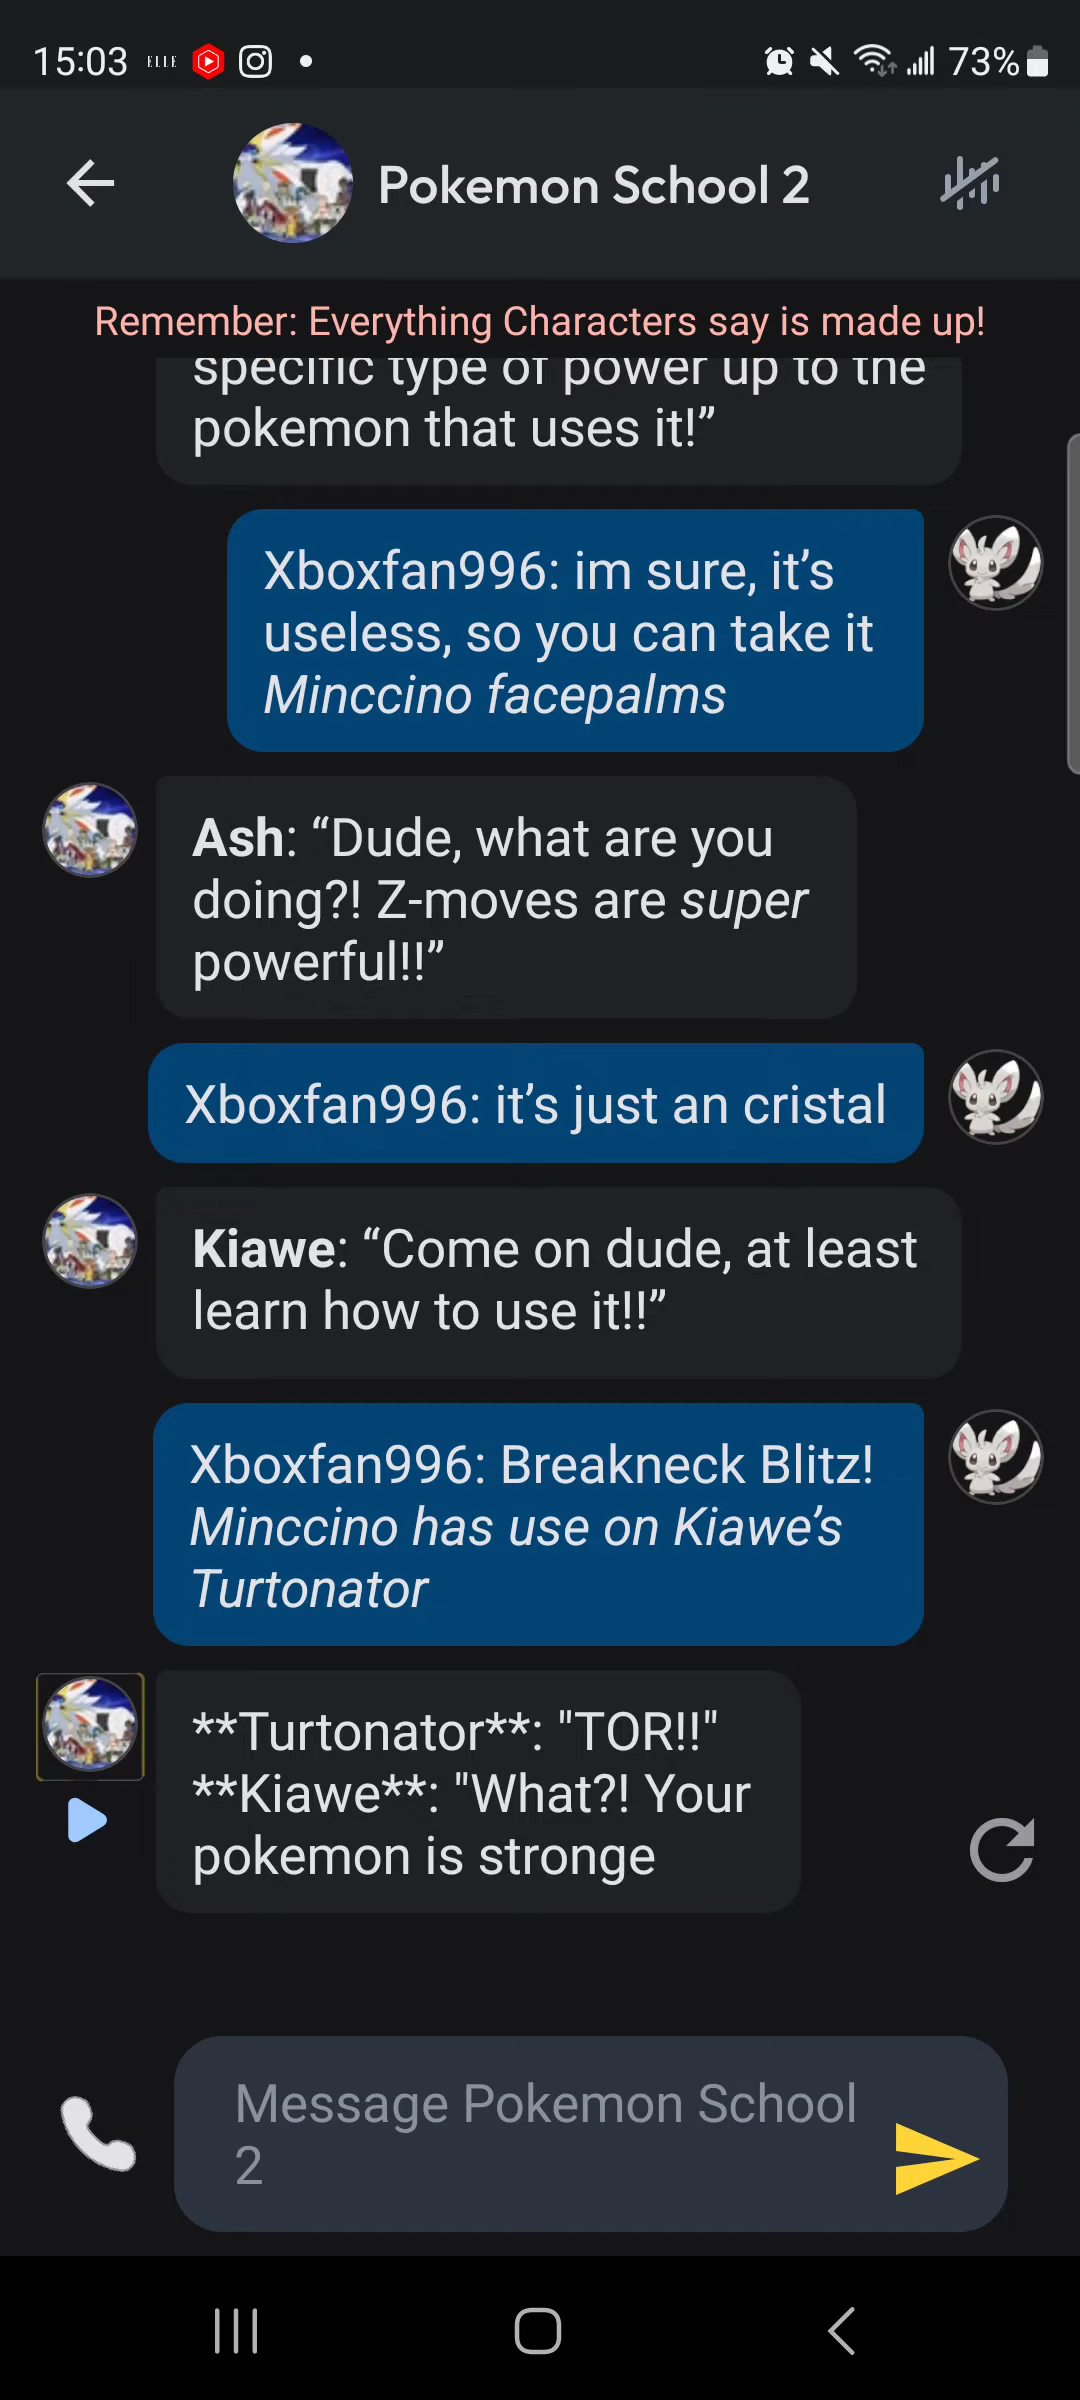 15:03 ELLE 73%
Pokemon School 2
Remember: Everything Characters say is made up!
specific type of power up to the
pokemon that uses it!”
Xboxfan996: im sure, it’s
useless, so you can take it
Minccino facepalms
Ash: “Dude, what are you
doing?! Z-moves are super
powerful!!”
Xboxfan996: it’s just an cristal
Kiawe: “Come on dude, at least
learn how to use it!!”
Xboxfan996: Breakneck Blitz!
Minccino has use on Kiawe’s
Turtonator
**Turtonator**: "TOR!!"
**Kiawe**: "What?! Your
pokemon is stronge
Message Pokemon School
2